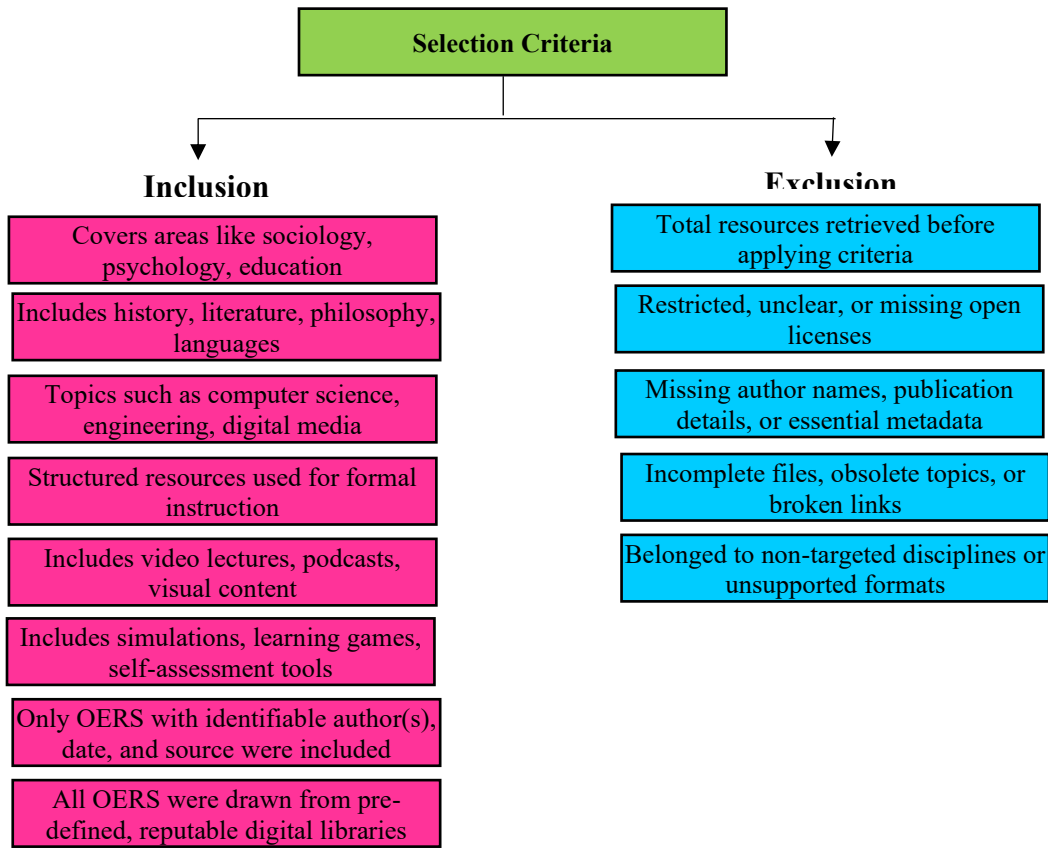 Selection Criteria
Inclusion
Covers areas like sociology,
psychology, education
Includes history, literature, philosophy,
languages
Topics such as computer science,
engineering, digital media
Structured resources used for formal
instruction
Includes video lectures, podcasts,
visual content
Includes simulations, learning games,
self-assessment tools
Only OERS with identifiable author(s),
date, and source were included
All OERS were drawn from pre-
defined, reputable digital libraries
Exclusion
Total resources retrieved before
applying criteria
Restricted, unclear, or missing open
licenses
Missing author names, publication
details, or essential metadata
Incomplete files, obsolete topics, or
broken links
Belonged to non-targeted disciplines or
unsupported formats